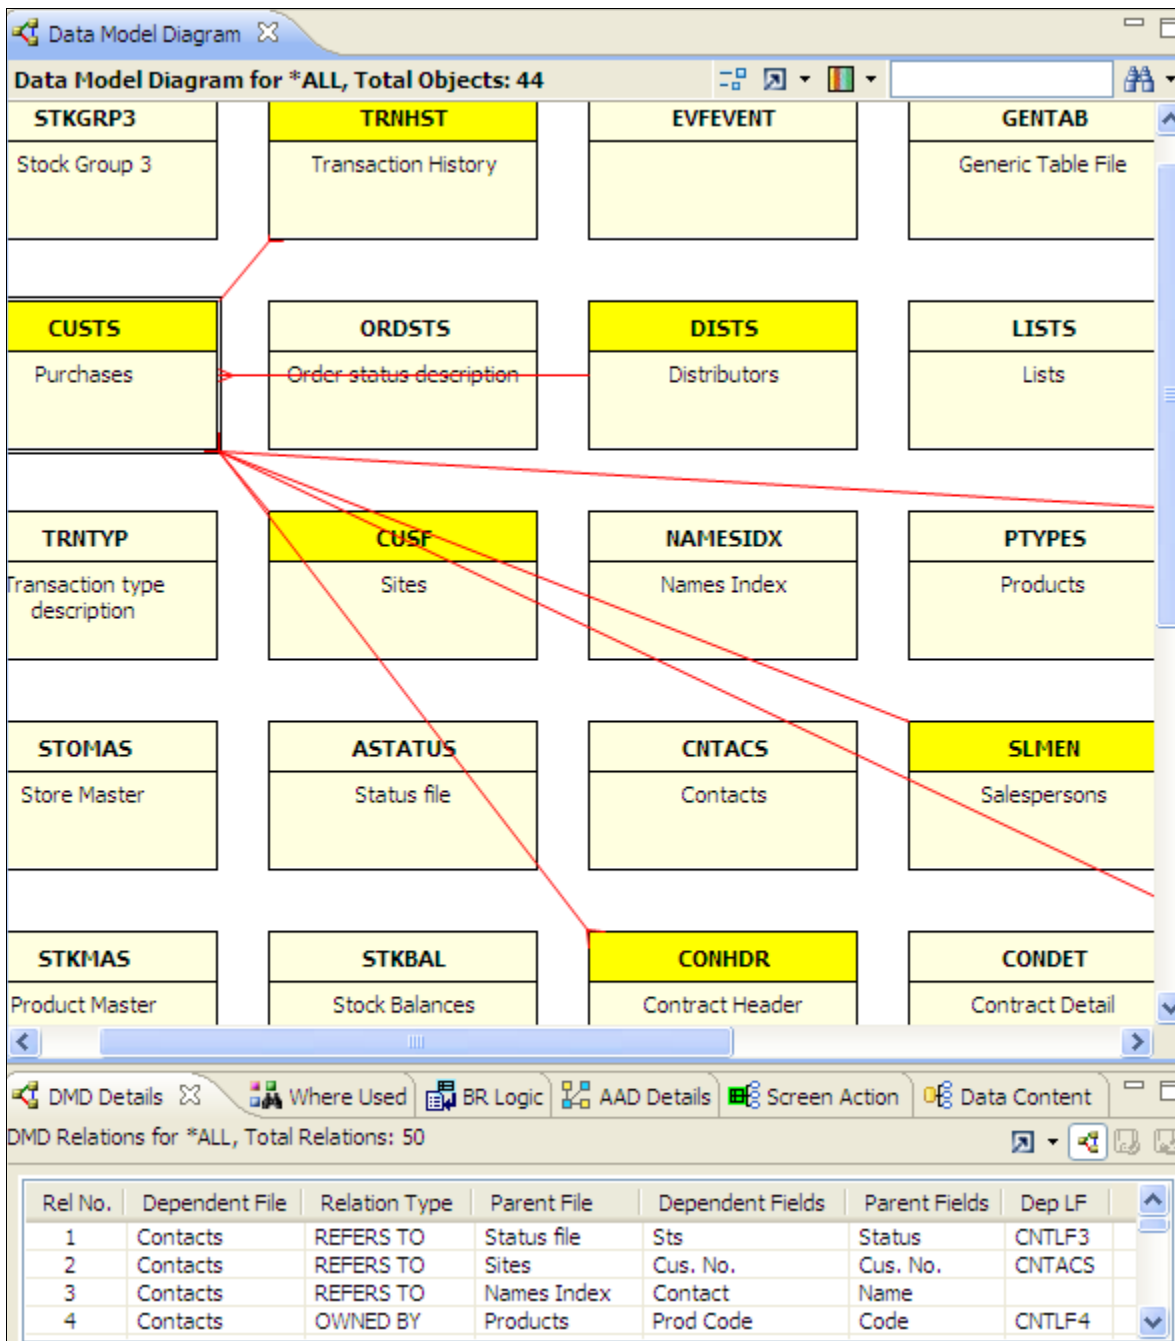 Data Model Diagram
Data Model Diagram for *ALL, Total Objects: 44
STKGRP3 TRNHST EVFEVENT GENTAB
Stock Group 3 Transaction History Generic Table File
CUSTS ORDSTS DISTS LISTS
Purchases Order status description Distributors Lists
TRNTYP CUSF NAMESIDX PTYPES
Transaction type Sites Names Index Products
description
STOMAS ASTATUS CNTACS SLMEN
Store Master Status file Contacts Salespersons
STKMAS STKBAL CONHDR CONDET
Product Master Stock Balances Contract Header Contract Detail
DMD Details Where Used BR Logic AAD Details Screen Action Data Content
DMD Relations for *ALL, Total Relations: 50
Rel No. Dependent File Relation Type Parent File Dependent Fields Parent Fields Dep LF
1 Contacts REFERS TO Status file Sts Status CNTLF3
2 Contacts REFERS TO Sites Cus. No. Cus. No. CNTACS
3 Contacts REFERS TO Names Index Contact Name
4 Contacts OWNED BY Products Prod Code Code CNTLF4